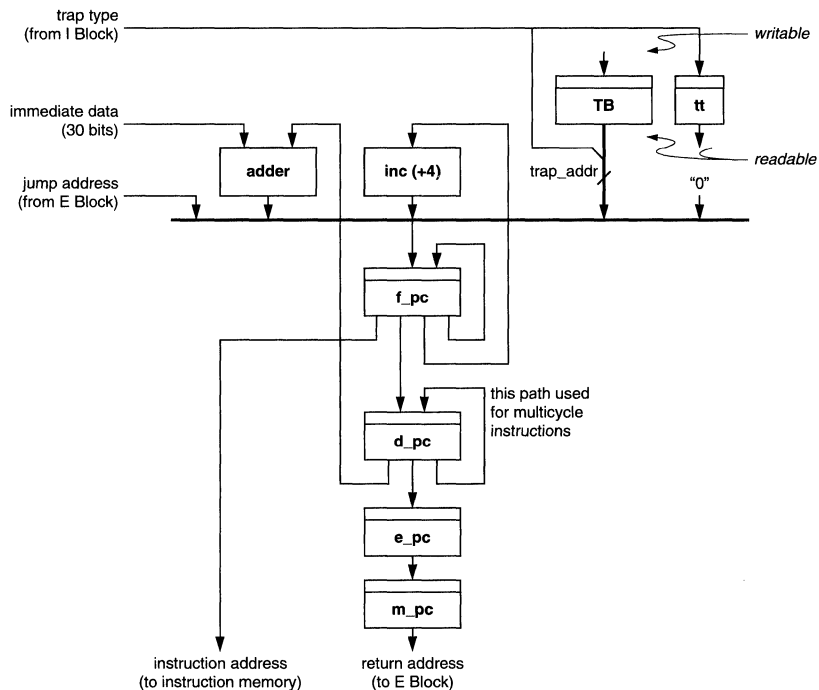 trap type
(from I Block)
writable
TB
tt
immediate data
(30 bits)
adder
inc (+4)
trap_addr
readable
jump address
(from E Block)
“0”
f_pc
this path used
for multicycle
instructions
d_pc
e_pc
m_pc
instruction address
(to instruction memory)
return address
(to E Block)